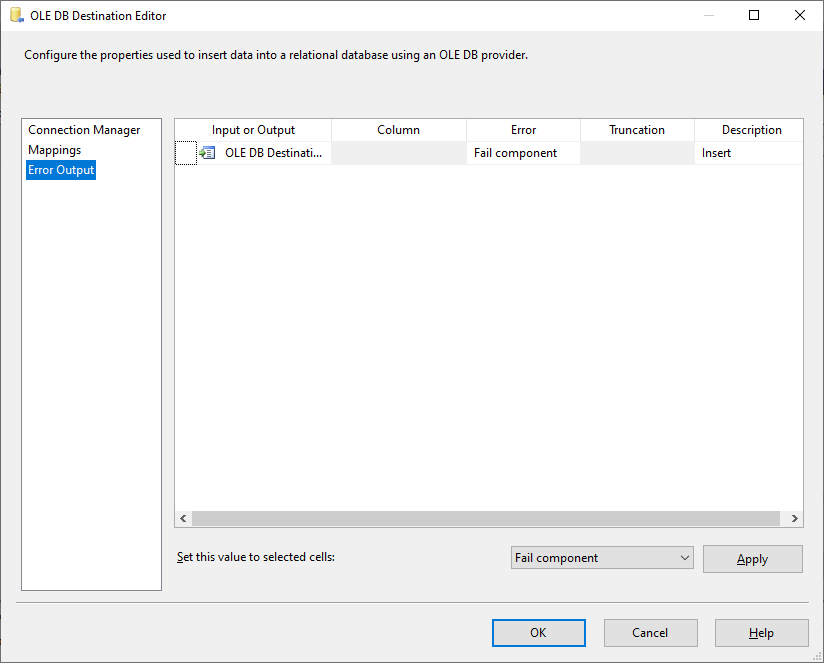 OLE DB Destination Editor
Configure the properties used to insert data into a relational database using an OLE DB provider.
Connection Manager
Mappings
Error Output
Input or Output Column Error Truncation Description
OLE DB Destinati... Fail component Insert
Set this value to selected cells: Fail component Apply
OK Cancel Help